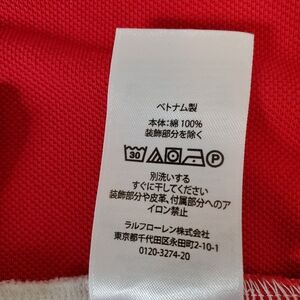 ベトナム製
本体:綿 100%
装飾部分を除く
30 P
別洗いする
すぐに干してください
装飾部分や皮革、付属部分へのア
イロン禁止
ラルフローレン株式会社
東京都千代田区永田町2-10-1
0120-3274-20